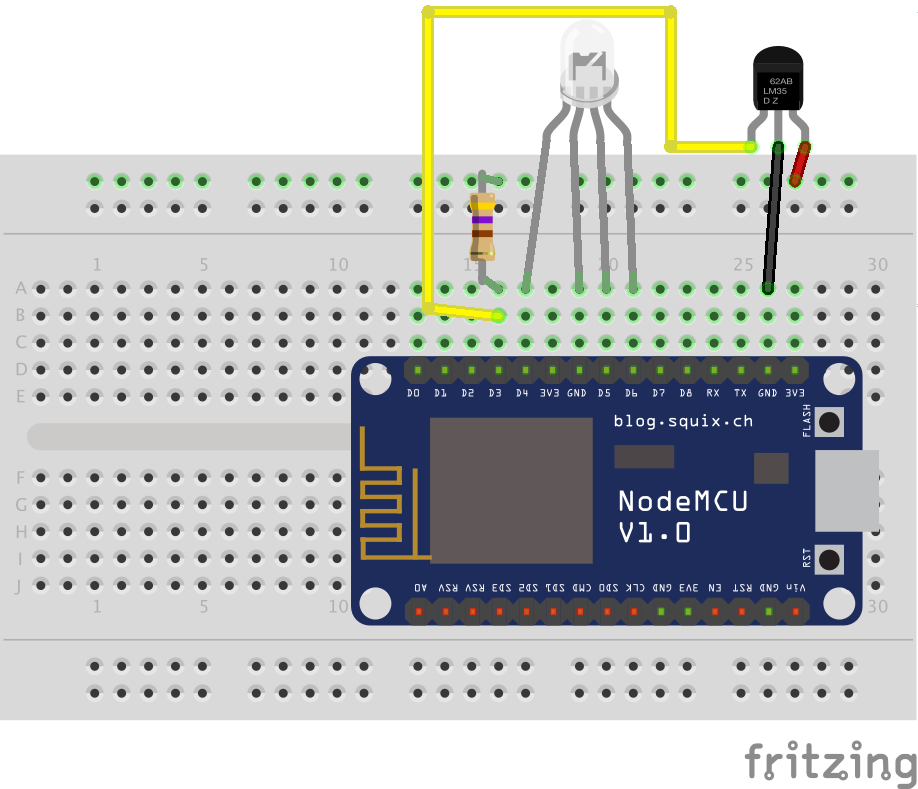 62AB
LM35
D Z
1 5 10 15 20 25 30
A
B
C
D
E
D0 D1 D2 D3 D4 3V3 GND D5 D6 D7 D8 RX TX GND 3V3
blog.squix.ch
FLASH
F
G
H
I
J
NodeMCU
V1.0
RST
A0 RSV RSV SD3 SD2 SD1 CMD SD0 CLK GND 3V3 EN RST GND Vin
1 5 10 30
fritzing